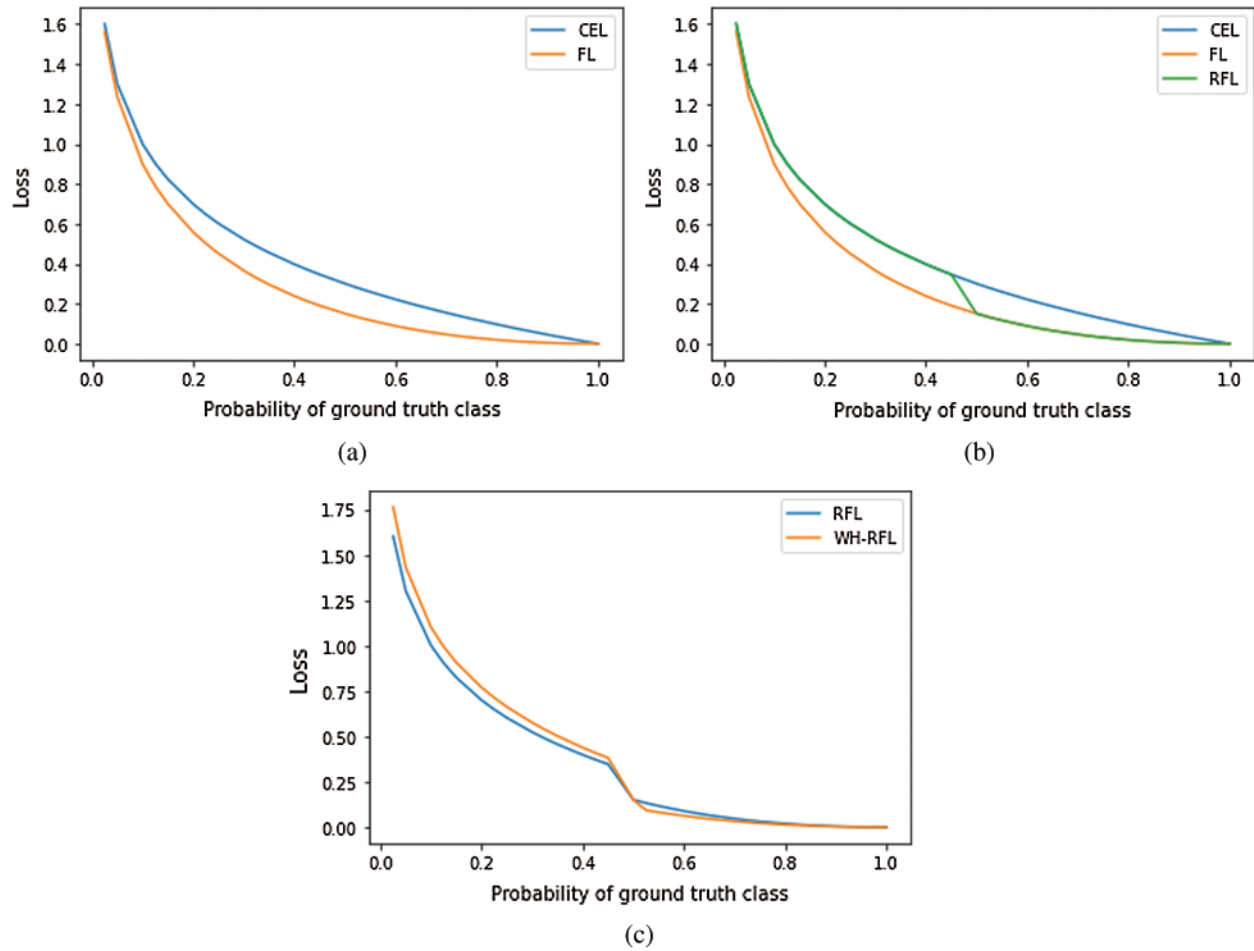 1.6
1.4
1.2
1.0
0.8
0.6
0.4
0.2
0.0
Loss
CEL
FL
0.0 0.2 0.4 0.6 0.8 1.0
Probability of ground truth class
(a)
1.6
1.4
1.2
1.0
0.8
0.6
0.4
0.2
0.0
Loss
CEL
FL
RFL
0.0 0.2 0.4 0.6 0.8 1.0
Probability of ground truth class
(b)
1.75
1.50
1.25
1.00
0.75
0.50
0.25
0.00
Loss
RFL
WH-RFL
0.0 0.2 0.4 0.6 0.8 1.0
Probability of ground truth class
(c)